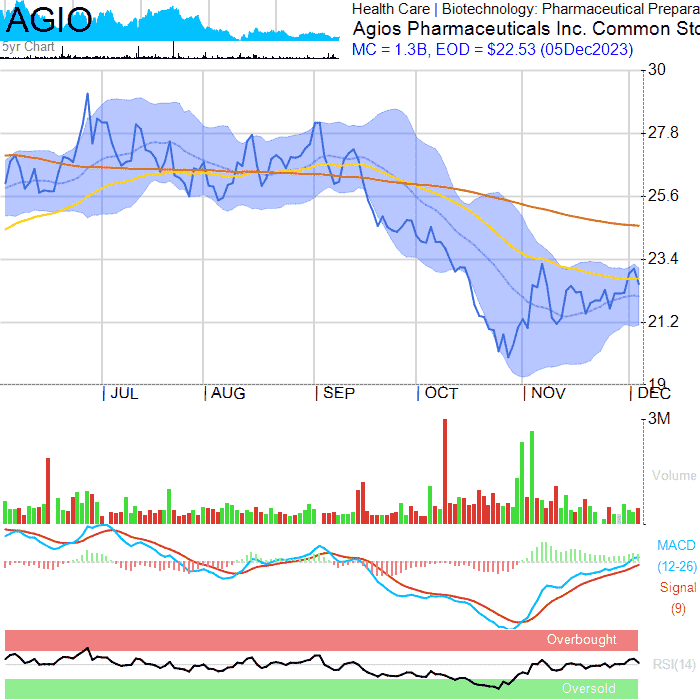 AGIO
5yr Chart
Health Care | Biotechnology: Pharmaceutical Prepara
Agios Pharmaceuticals Inc. Common Sto
MC = 1.3B, EOD = $22.53 (05Dec2023)
30
27.8
25.6
23.4
21.2
19
JUL AUG SEP OCT NOV DEC
3M
Volume
MACD
(12-26)
Signal
(9)
Overbought
RSI(14)
Oversold